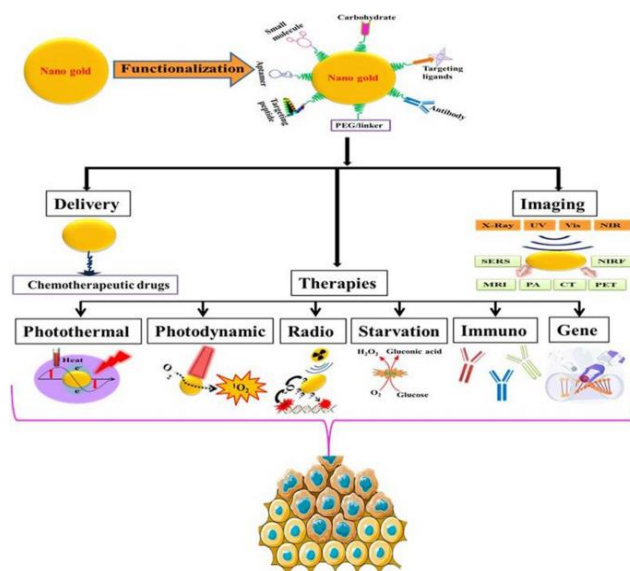 Small
molecule
Carbohydrate
Nano gold
Functionalization
Aptamer
Nano gold
Targeting
ligands
Targeting
peptide
Antibody
PEG/linker
Delivery
Imaging
X-Ray UV Vis NIR
SERS NIRF
MRI PA CT PET
Chemotherapeutic drugs
Therapies
Photothermal Photodynamic Radio Starvation Immuno Gene
Heat
e⁻
e⁻
O2
¹O2
H2O2 Gluconic acid
O2 Glucose
? ? ? ?